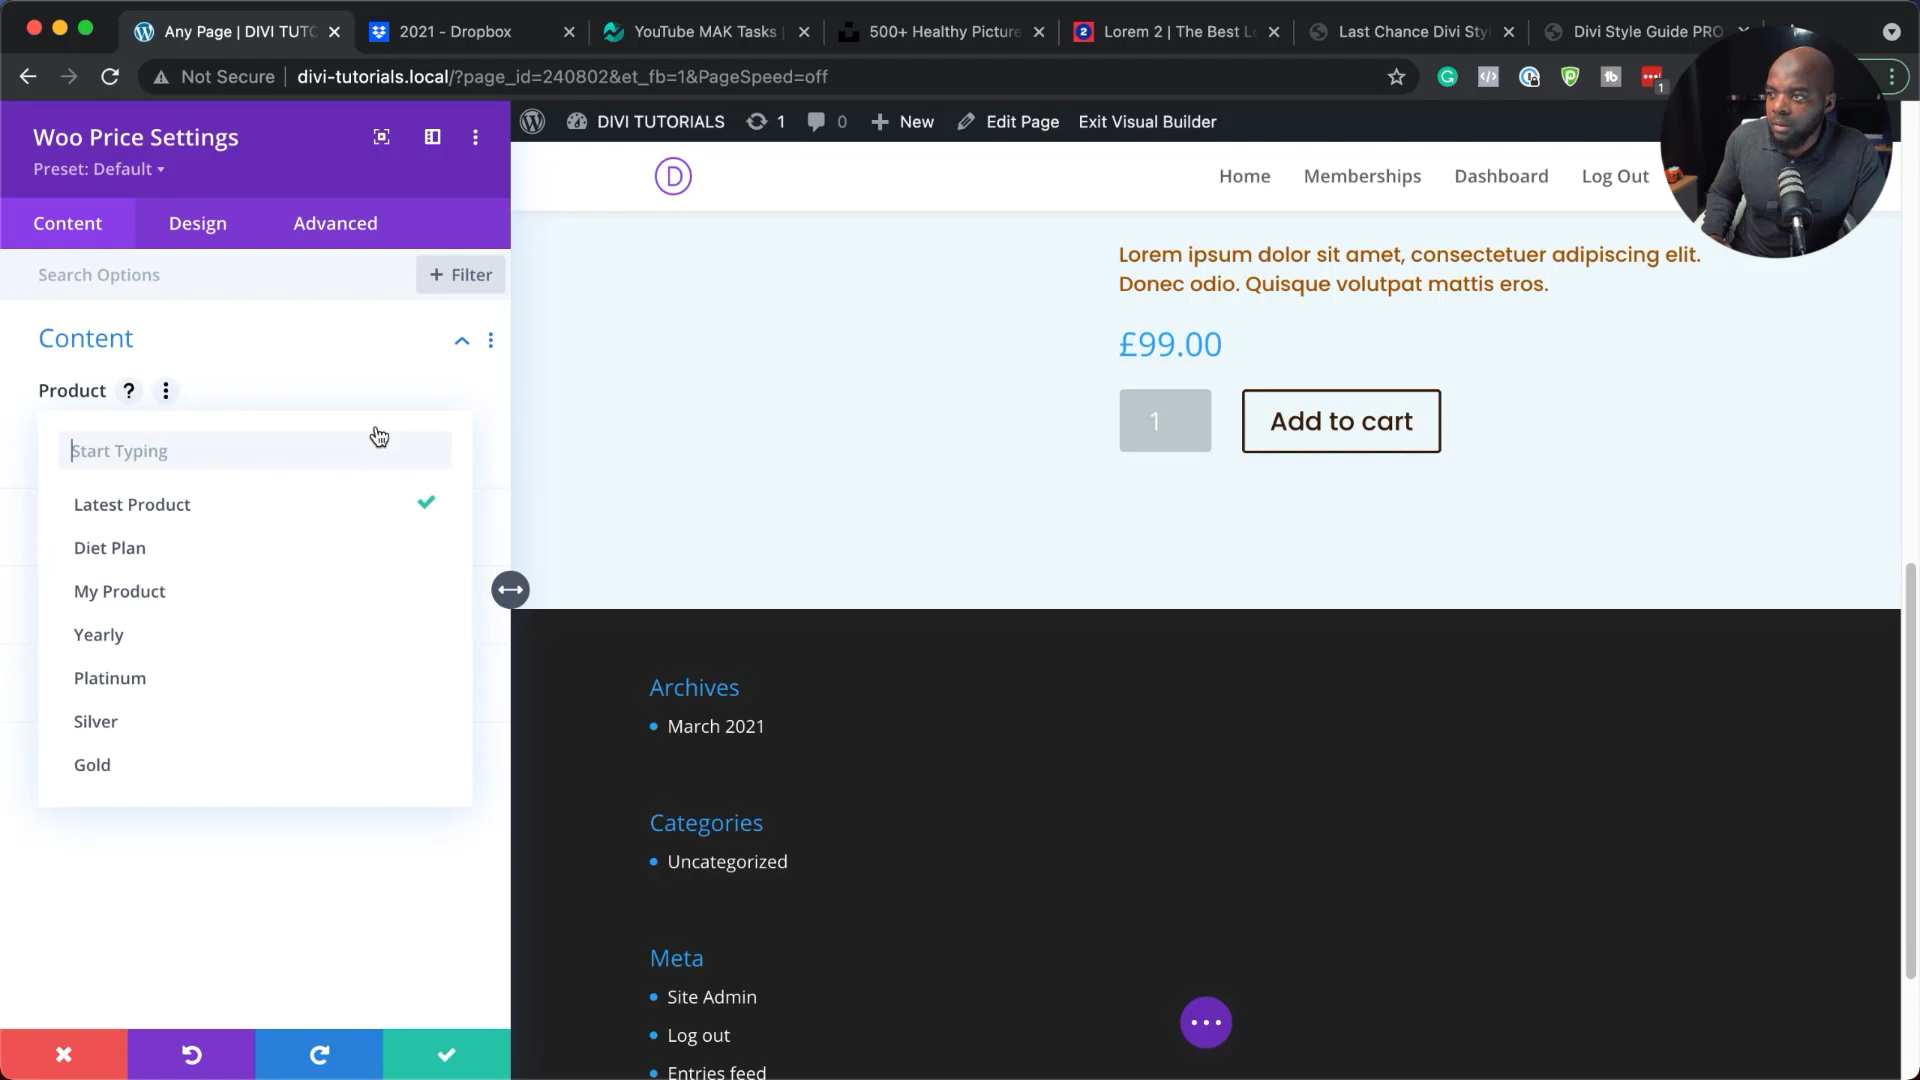 Any Page | DIVI TUTO
2021 - Dropbox
YouTube MAK Tasks
500+ Healthy Picture
2
Lorem 2 | The Best Lo
Last Chance Divi Sty
Divi Style Guide PRO
Not Secure
divi-tutorials.local/?page_id=240802&et_fb=1&PageSpeed=off
1
Woo Price Settings
Preset: Default
DIVI TUTORIALS
1
0
New
Edit Page
Exit Visual Builder
D
Home
Memberships
Dashboard
Log Out
Content
Design
Advanced
Search Options
+ Filter
Content
Product ?
Start Typing
Latest Product
Diet Plan
My Product
Yearly
Platinum
Silver
Gold
Lorem ipsum dolor sit amet, consectetuer adipiscing elit.
Donec odio. Quisque volutpat mattis eros.
£99.00
1
Add to cart
Archives
March 2021
Categories
Uncategorized
Meta
Site Admin
Log out
Entries feed